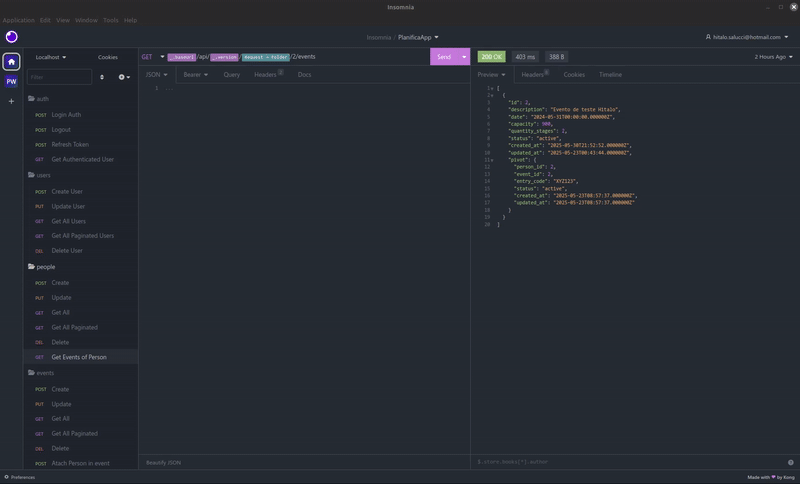 Insomnia
Application Edit View Window Tools Help
Insomnia / PlanificaApp
hitalo.salucci@hotmail.com
Localhost
Cookies
GET _.baseurl /api/ _.version / Request → Folder /2/events
Send
200 OK
403 ms
388 B
2 Hours Ago
Filter
JSON
Bearer
Query
Headers 2
Docs
Preview
Headers
Cookies
Timeline
PW
auth
POST Login Auth
POST Logout
POST Refresh Token
GET Get Authenticated User
users
POST Create User
PUT Update User
GET Get All Users
GET Get All Paginated Users
DEL Delete User
people
POST Create
PUT Update
GET Get All
GET Get All Paginated
DEL Delete
GET Get Events of Person
events
POST Create
PUT Update
GET Get All
GET Get All Paginated
DEL Delete
POST Atach Person in event
1 ...
1 [
2 {
3 "id": 2,
4 "description": "Evento de teste Hitalo",
5 "date": "2024-05-31T00:00:00.000000Z",
6 "capacity": 900,
7 "quantity_stages": 2,
8 "status": "active",
9 "created_at": "2025-05-30T21:52:52.000000Z",
10 "updated_at": "2025-05-23T00:43:44.000000Z",
11 "pivot": {
12 "person_id": 2,
13 "event_id": 2,
14 "entry_code": "XYZ123",
15 "status": "active",
16 "created_at": "2025-05-23T08:57:37.000000Z",
17 "updated_at": "2025-05-23T08:57:37.000000Z"
18 }
19 }
20 ]
Beautify JSON
$.store.books[*].author
Preferences
Made with ❤ by Kong